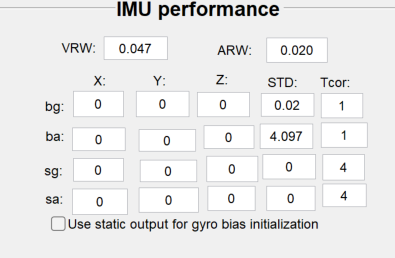 IMU performance
VRW: 0.047 ARW: 0.020
X: Y: Z: STD: Tcor:
bg: 0 0 0 0.02 1
ba: 0 0 0 4.097 1
sg: 0 0 0 0 4
sa: 0 0 0 0 4
Use static output for gyro bias initialization